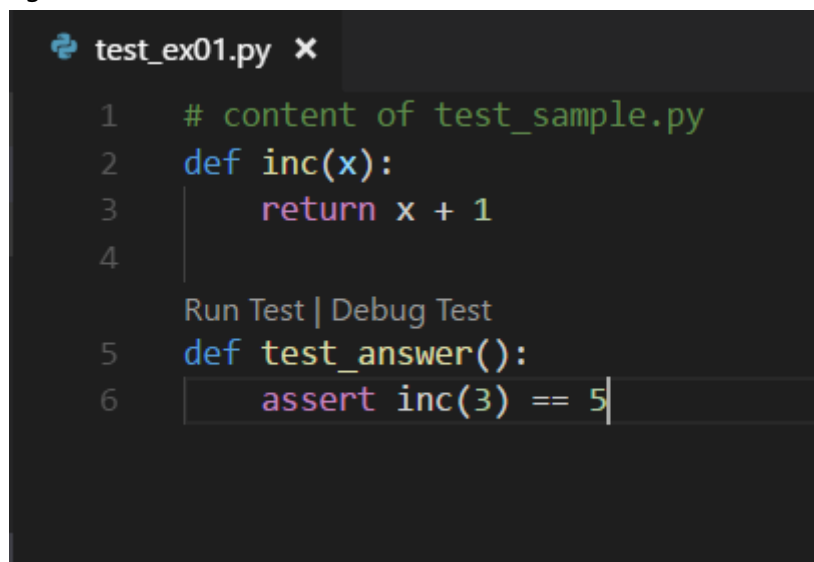 test_ex01.py ×
1 # content of test_sample.py
2 def inc(x):
3     return x + 1
4
Run Test | Debug Test
5 def test_answer():
6     assert inc(3) == 5